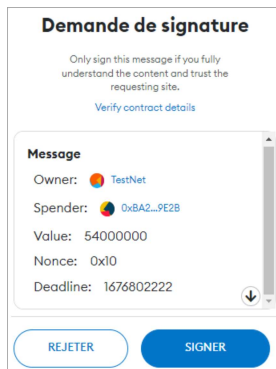 Demande de signature
Only sign this message if you fully
understand the content and trust the
requesting site.
Verify contract details
Message
Owner: TestNet
Spender: 0xBA2...9E2B
Value: 54000000
Nonce: 0x10
Deadline: 1676802222
REJETER
SIGNER